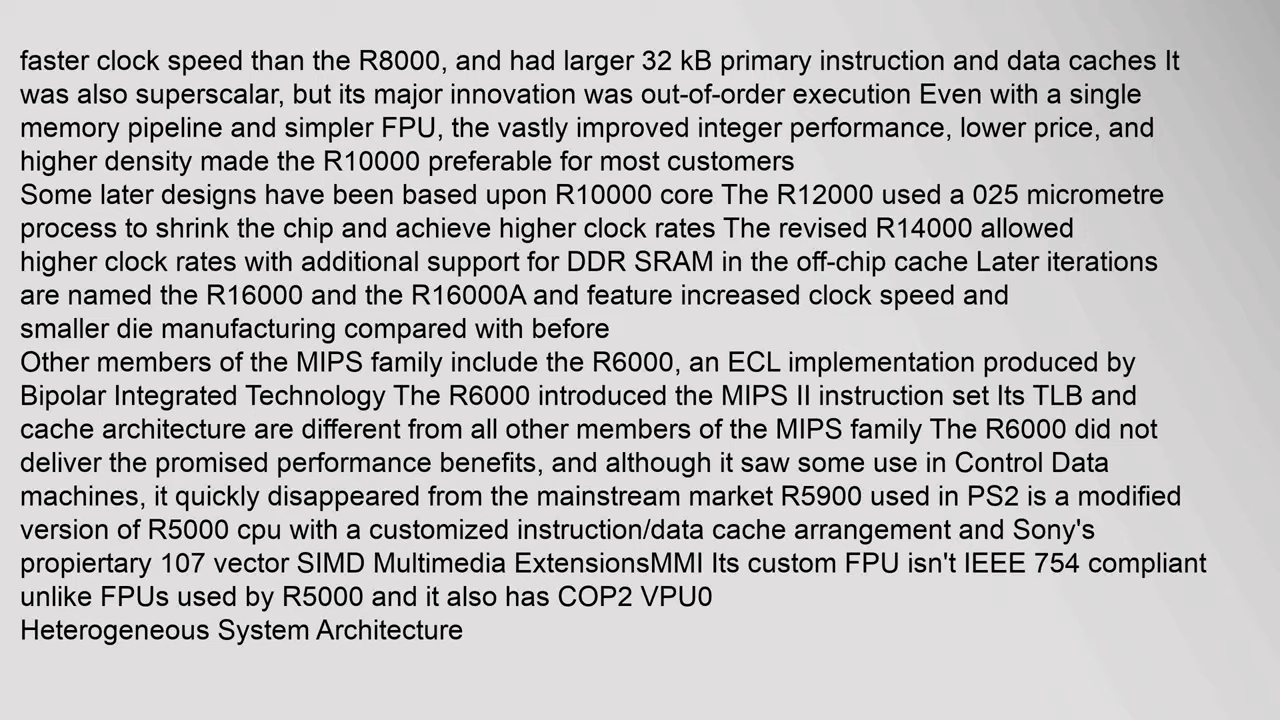 faster clock speed than the R8000, and had larger 32 kB primary instruction and data caches It
was also superscalar, but its major innovation was out-of-order execution Even with a single
memory pipeline and simpler FPU, the vastly improved integer performance, lower price, and
higher density made the R10000 preferable for most customers
Some later designs have been based upon R10000 core The R12000 used a 025 micrometre
process to shrink the chip and achieve higher clock rates The revised R14000 allowed
higher clock rates with additional support for DDR SRAM in the off-chip cache Later iterations
are named the R16000 and the R16000A and feature increased clock speed and
smaller die manufacturing compared with before
Other members of the MIPS family include the R6000, an ECL implementation produced by
Bipolar Integrated Technology The R6000 introduced the MIPS II instruction set Its TLB and
cache architecture are different from all other members of the MIPS family The R6000 did not
deliver the promised performance benefits, and although it saw some use in Control Data
machines, it quickly disappeared from the mainstream market R5900 used in PS2 is a modified
version of R5000 cpu with a customized instruction/data cache arrangement and Sony's
propiertary 107 vector SIMD Multimedia ExtensionsMMI Its custom FPU isn't IEEE 754 compliant
unlike FPUs used by R5000 and it also has COP2 VPU0
Heterogeneous System Architecture